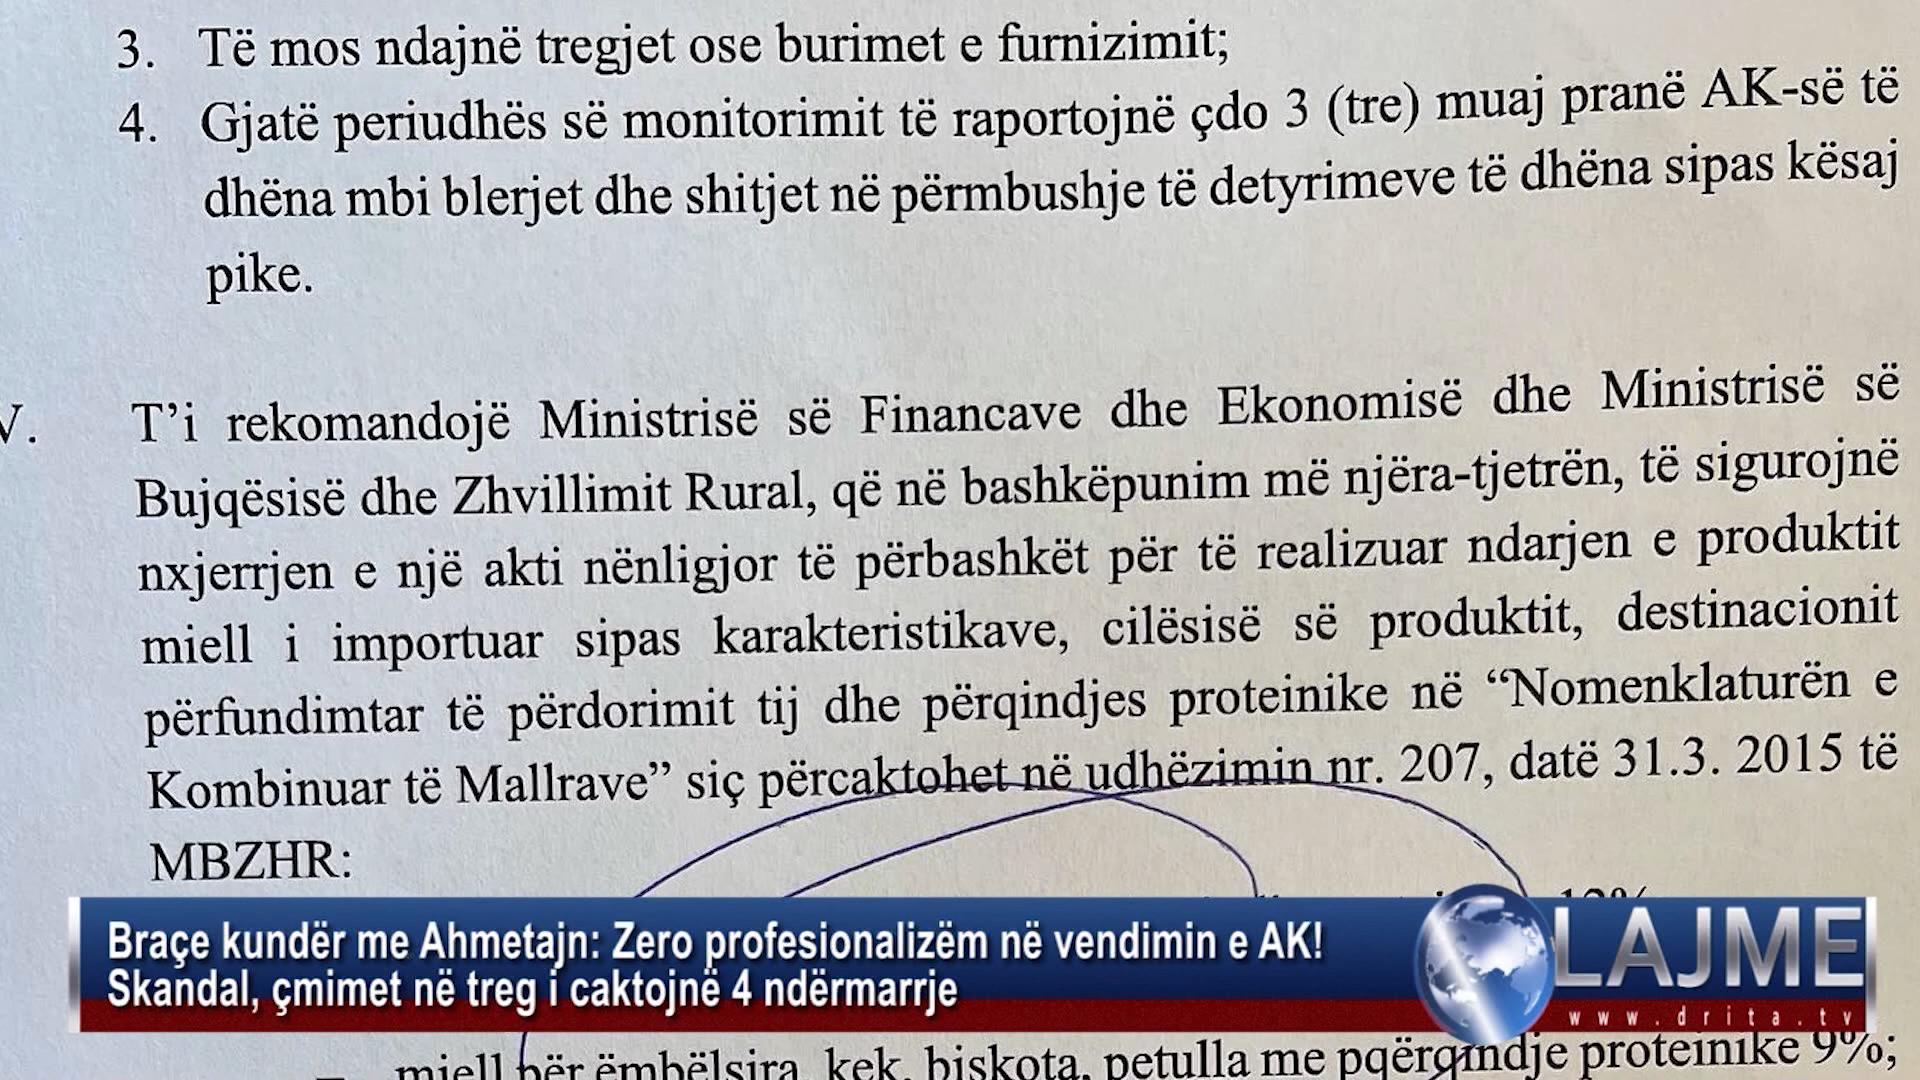 3. Të mos ndajnë tregjet ose burimet e furnizimit;
4. Gjatë periudhës së monitorimit të raportojnë çdo 3 (tre) muaj pranë AK-së të
dhëna mbi blerjet dhe shitjet në përmbushje të detyrimeve të dhëna sipas kësaj
pike.
V. T’i rekomandojë Ministrisë së Financave dhe Ekonomisë dhe Ministrisë së
Bujqësisë dhe Zhvillimit Rural, që në bashkëpunim më njëra-tjetrën, të sigurojnë
nxjerrjen e një akti nënligjor të përbashkët për të realizuar ndarjen e produktit
miell i importuar sipas karakteristikave, cilësisë së produktit, destinacionit
përfundimtar të përdorimit tij dhe përqindjes proteinike në “Nomenklaturën e
Kombinuar të Mallrave” siç përcaktohet në udhëzimin nr. 207, datë 31.3. 2015 të
MBZHR:
Braçe kundër me Ahmetajn: Zero profesionalizëm në vendimin e AK!
Skandal, çmimet në treg i caktojnë 4 ndërmarrje
LAJME
www.drita.tv
miell për ëmbëlsira, kek, biskota, petulla me pqërqindje proteinike 9%;